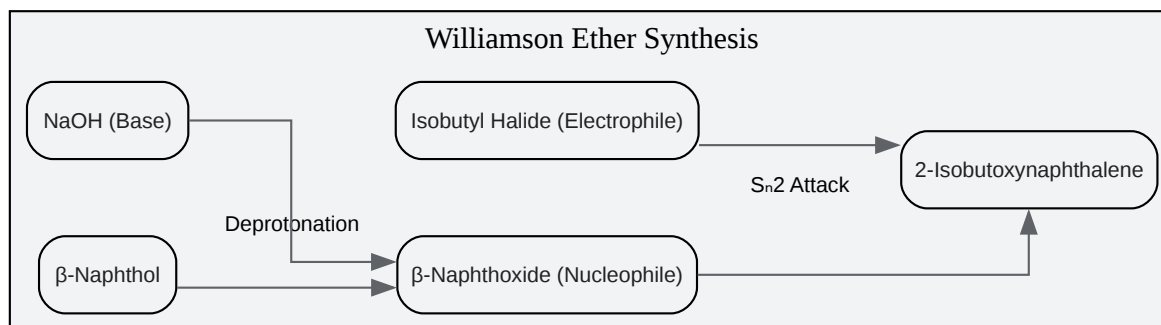 Williamson Ether Synthesis
NaOH (Base)
Isobutyl Halide (Electrophile)
2-Isobutoxynaphthalene
Sₙ2 Attack
Deprotonation
β-Naphthol
β-Naphthoxide (Nucleophile)